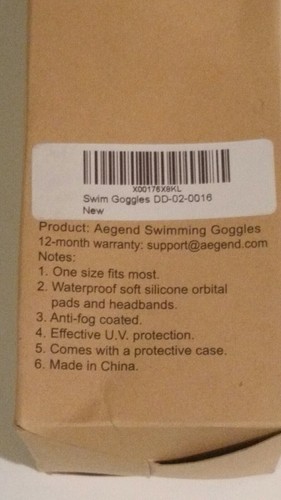 X00176X9KL
Swim Goggles DD-02-0016
New
Product: Aegend Swimming Goggles
12-month warranty: support@aegend.com
Notes:
1. One size fits most.
2. Waterproof soft silicone orbital
pads and headbands.
3. Anti-fog coated.
4. Effective U.V. protection.
5. Comes with a protective case.
6. Made in China.